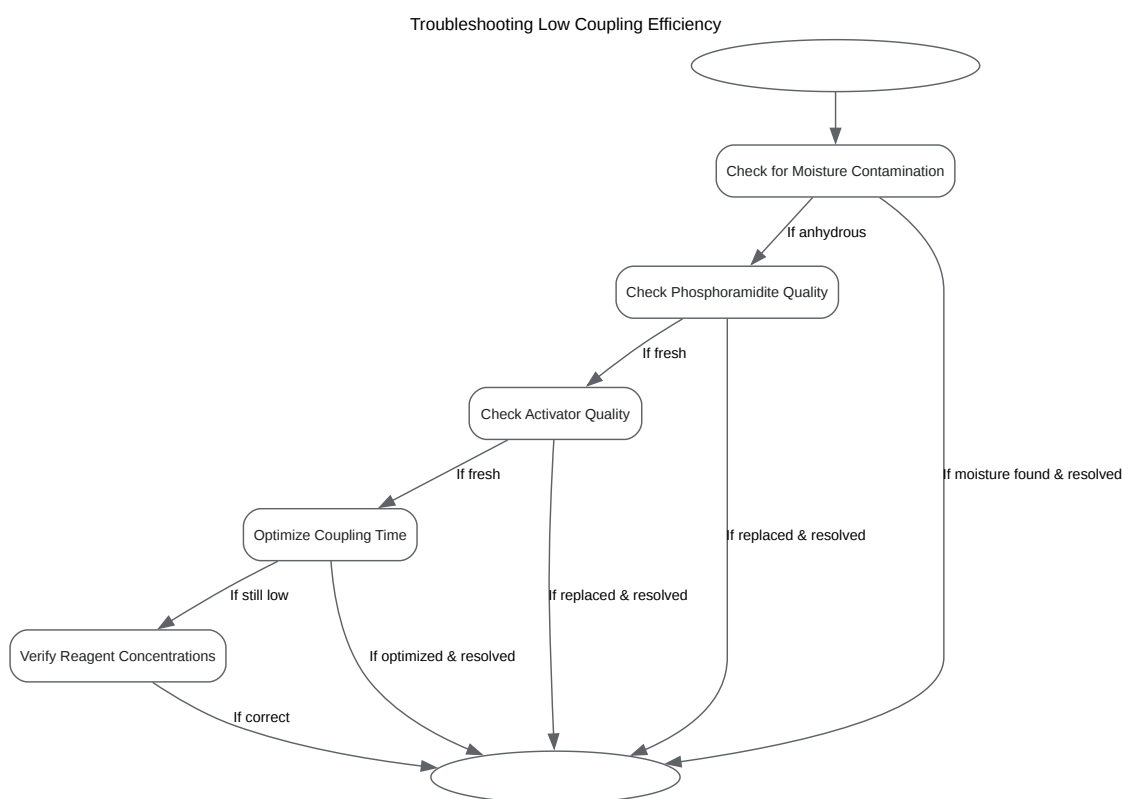 Troubleshooting Low Coupling Efficiency
Check for Moisture Contamination
If anhydrous
Check Phosphoramidite Quality
If fresh
Check Activator Quality
If fresh
If moisture found & resolved
Optimize Coupling Time
If replaced & resolved
If still low
If replaced & resolved
Verify Reagent Concentrations
If optimized & resolved
If correct